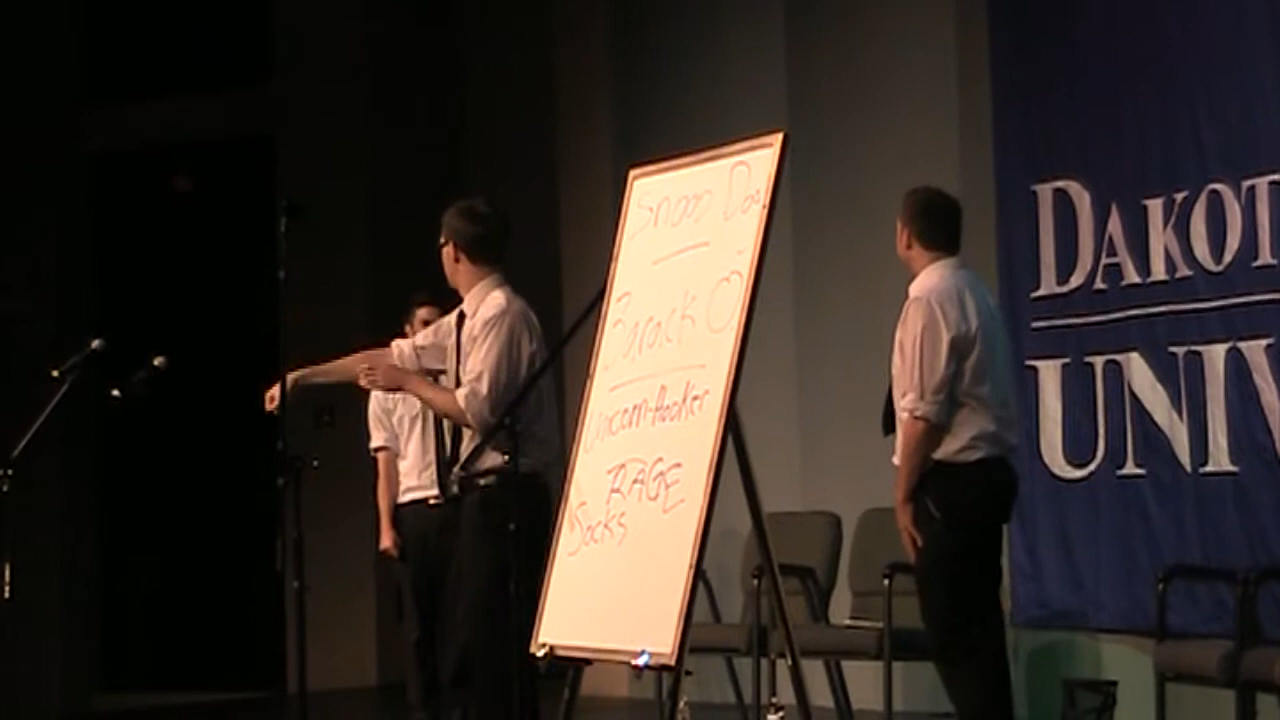 Snoop Dog
Barack O
Unicorn-Hooker
RAGE
Socks
DAKOT
UNIV